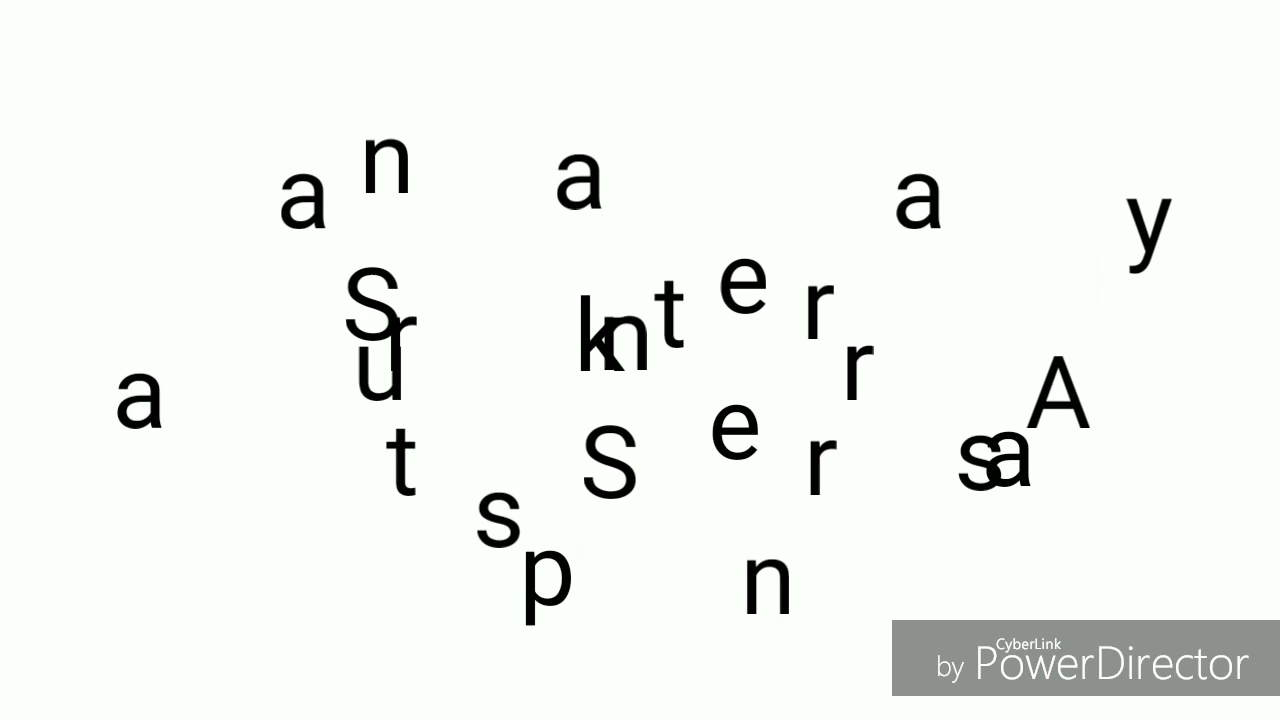 a n a a y
S r k n t e r
a u r A
t S e r s a
s p n
CyberLink
by PowerDirector